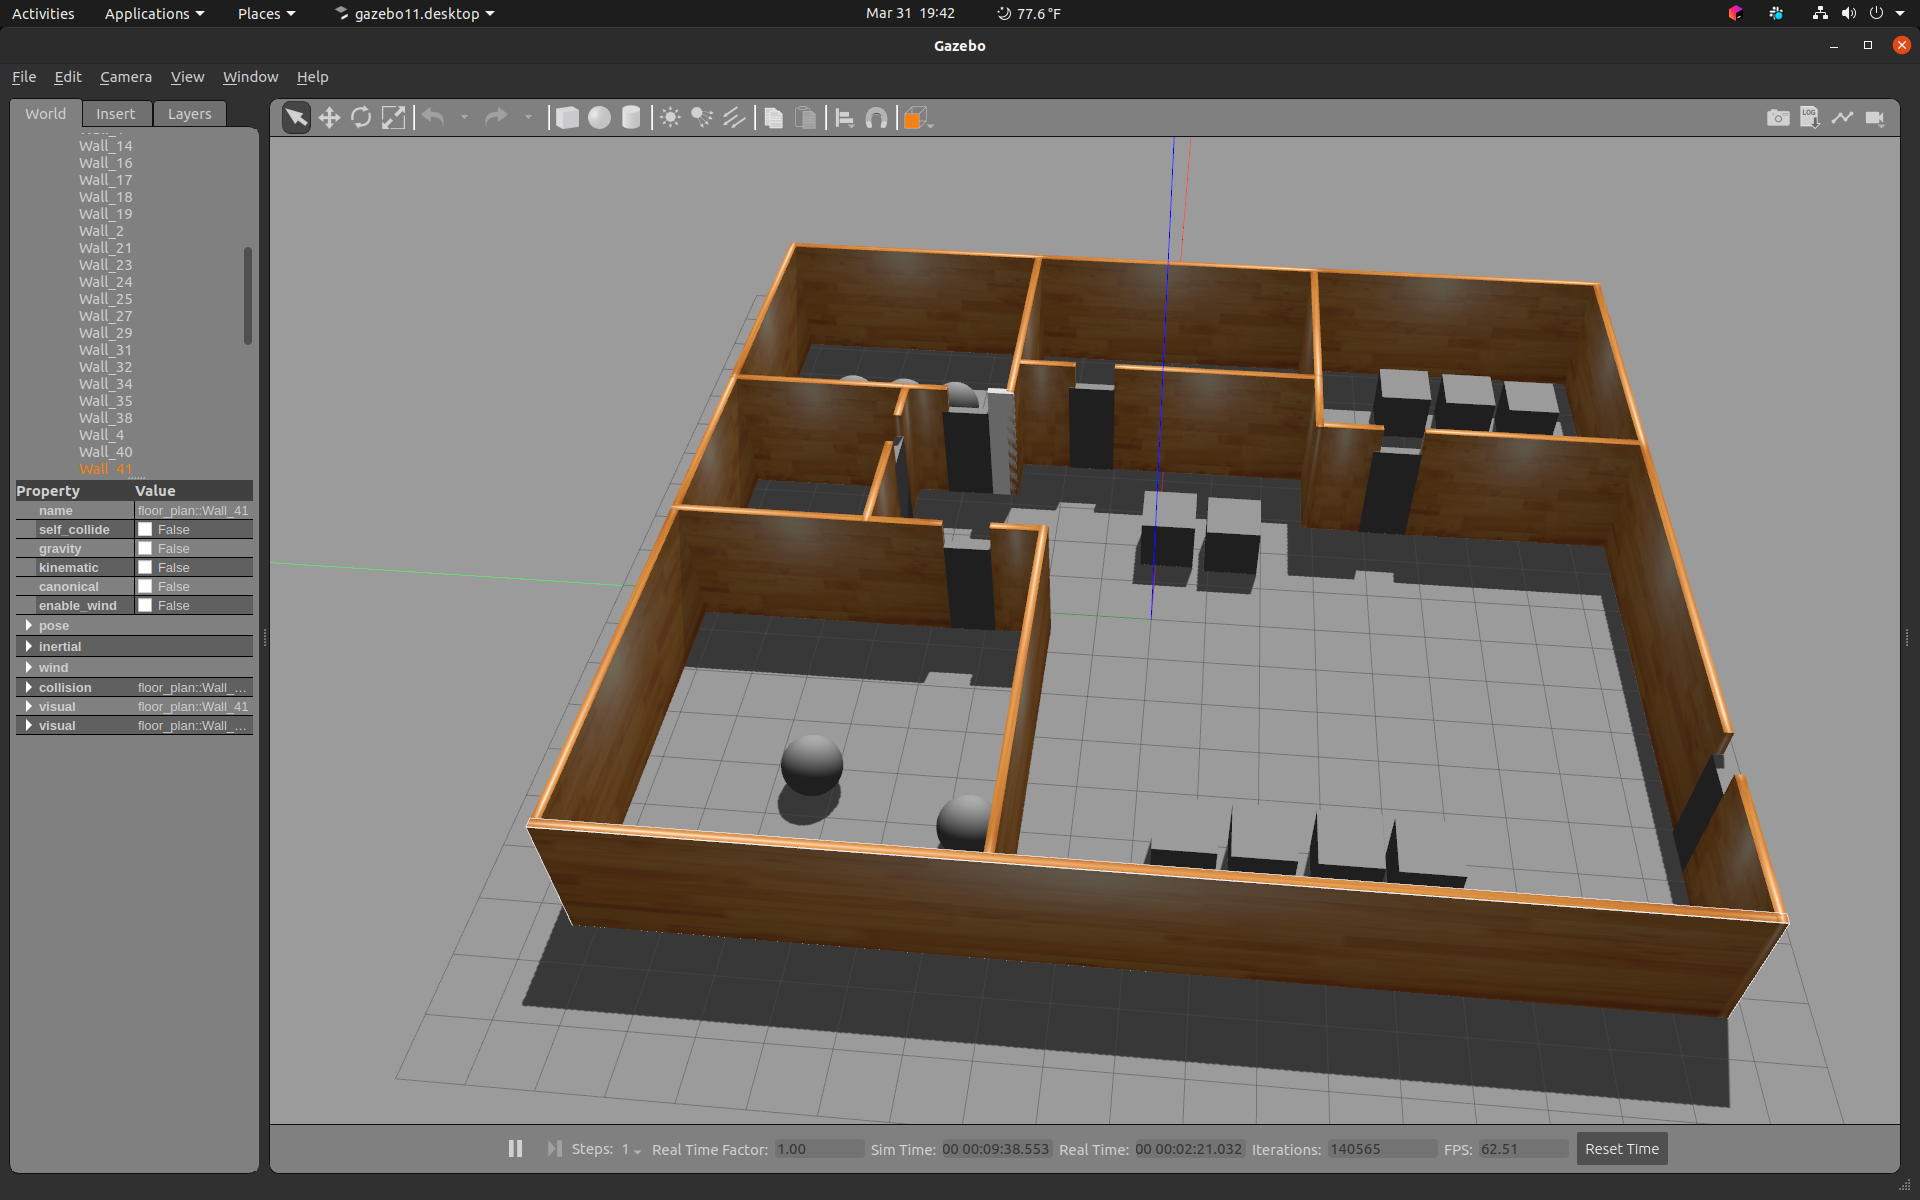 Activities Applications Places gazebo11.desktop Mar 31 19:42 77.6°F
Gazebo
File Edit Camera View Window Help
World Insert Layers
LOG
Wall_14
Wall_16
Wall_17
Wall_18
Wall_19
Wall_2
Wall_21
Wall_23
Wall_24
Wall_25
Wall_27
Wall_29
Wall_31
Wall_32
Wall_34
Wall_35
Wall_38
Wall_4
Wall_40
Wall_41
Property Value
name floor_plan::Wall_41
self_collide False
gravity False
kinematic False
canonical False
enable_wind False
pose
inertial
wind
collision floor_plan::Wall_...
visual floor_plan::Wall_41
visual floor_plan::Wall_...
Steps: 1 Real Time Factor: 1.00 Sim Time: 00 00:09:38.553 Real Time: 00 00:02:21.032 Iterations: 140565 FPS: 62.51 Reset Time